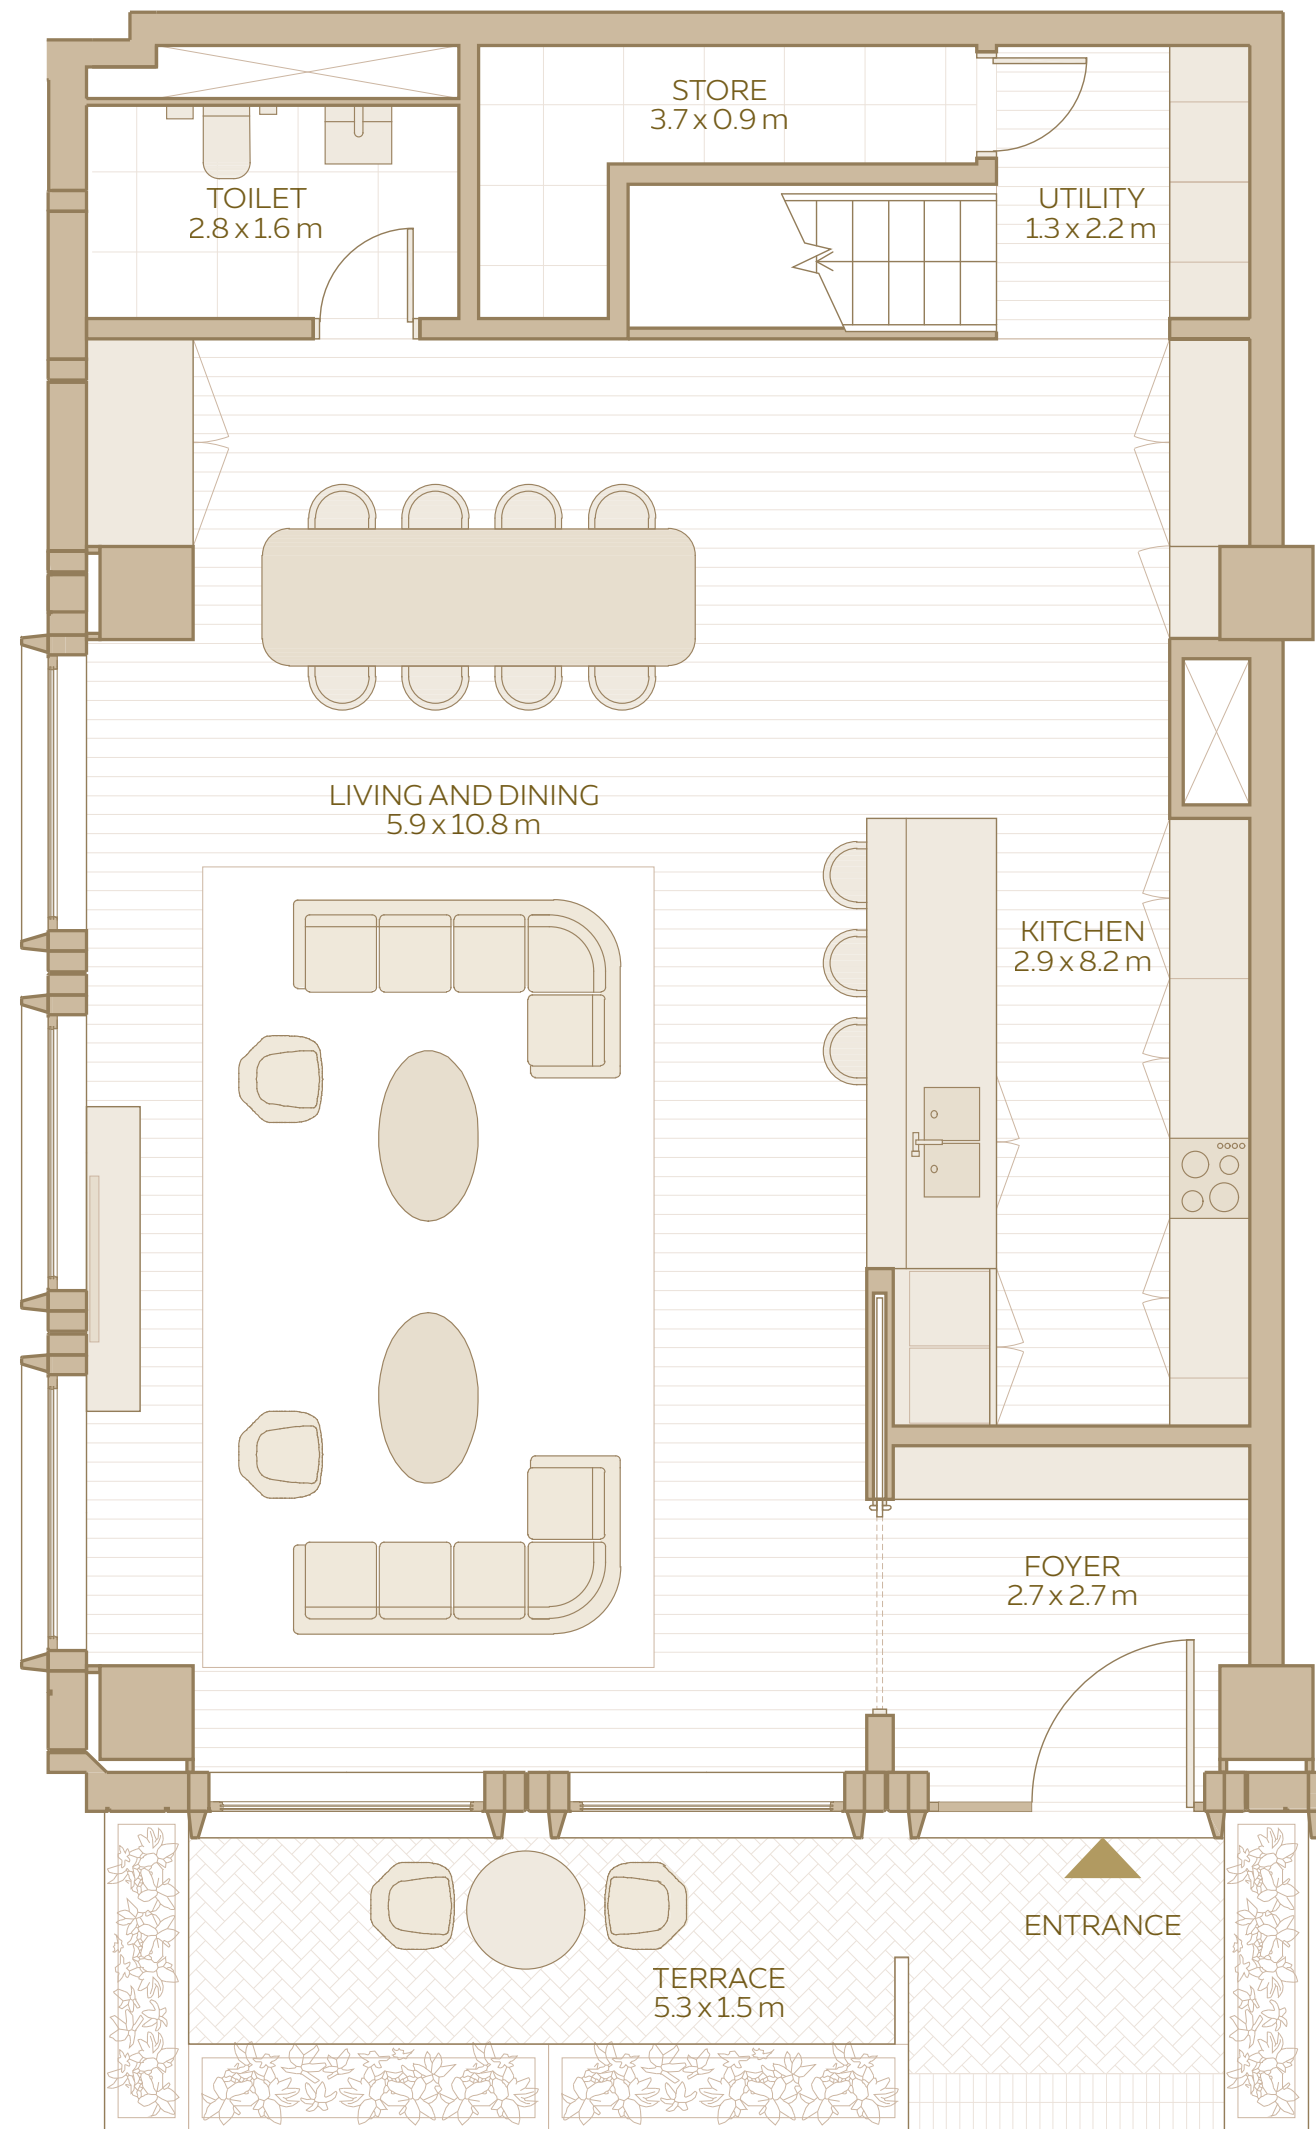 STORE
3.7 x 0.9 m
TOILET
2.8 x 1.6 m
UTILITY
1.3 x 2.2 m
LIVING AND DINING
5.9 x 10.8 m
KITCHEN
2.9 x 8.2 m
FOYER
2.7 x 2.7 m
ENTRANCE
TERRACE
5.3 x 1.5 m